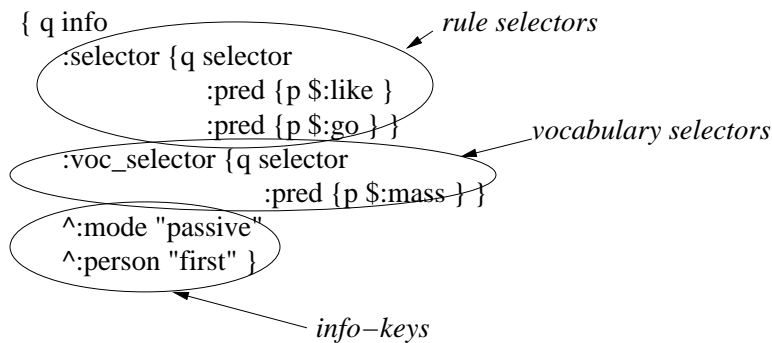 { q info
rule selectors
:selector {q selector
:pred {p $:like }
:pred {p $:go } }
vocabulary selectors
:voc_selector {q selector
:pred {p $:mass } }
^:mode "passive"
^:person "first" }
info−keys